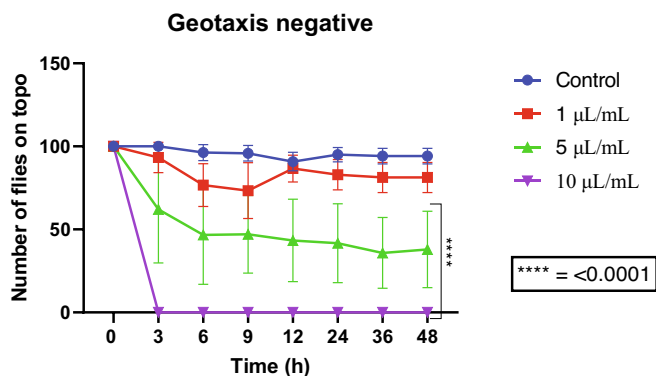 Geotaxis negative
Number of flies on topo
150
100
50
0
0 3 6 9 12 24 36 48
Time (h)
****
Control
1 μL/mL
5 μL/mL
10 μL/mL
**** = <0.0001